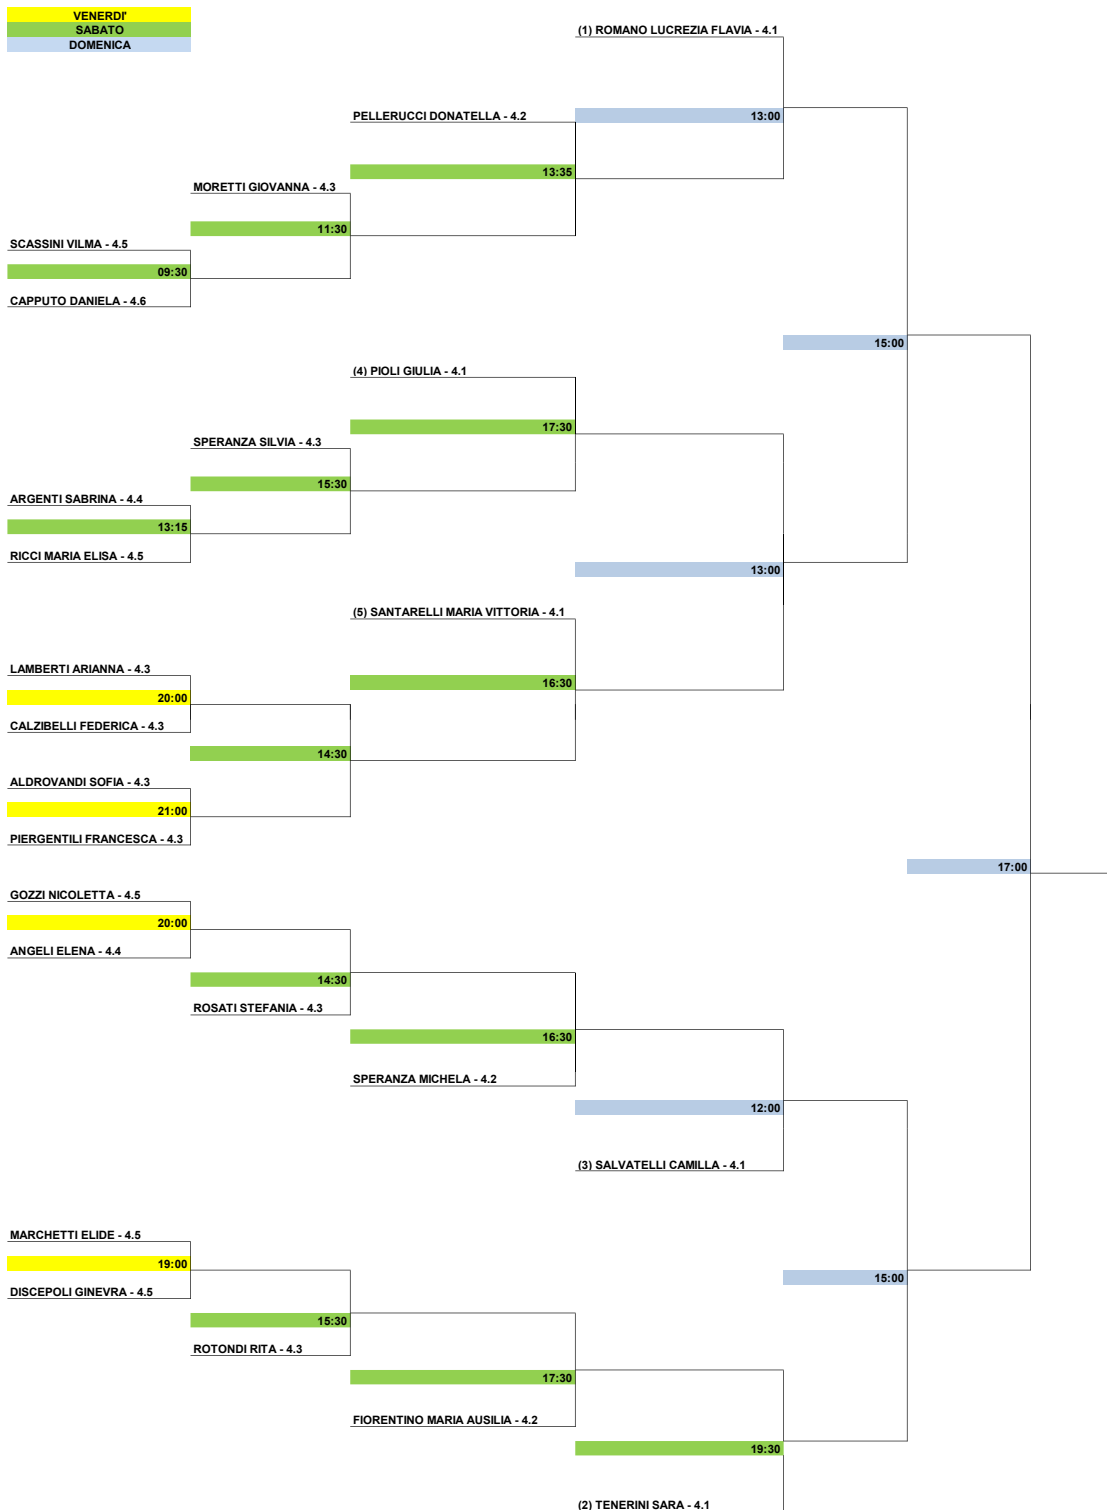 VENERDI'
SABATO
DOMENICA
(1) ROMANO LUCREZIA FLAVIA - 4.1
PELLERUCCI DONATELLA - 4.2
13:00
13:35
MORETTI GIOVANNA - 4.3
11:30
SCASSINI VILMA - 4.5
09:30
CAPPUTO DANIELA - 4.6
15:00
(4) PIOLI GIULIA - 4.1
17:30
SPERANZA SILVIA - 4.3
15:30
ARGENTI SABRINA - 4.4
13:15
RICCI MARIA ELISA - 4.5
13:00
(5) SANTARELLI MARIA VITTORIA - 4.1
LAMBERTI ARIANNA - 4.3
16:30
20:00
CALZIBELLI FEDERICA - 4.3
14:30
ALDROVANDI SOFIA - 4.3
21:00
PIERGENTILI FRANCESCA - 4.3
17:00
GOZZI NICOLETTA - 4.5
20:00
ANGELI ELENA - 4.4
14:30
ROSATI STEFANIA - 4.3
16:30
SPERANZA MICHELA - 4.2
12:00
(3) SALVATELLI CAMILLA - 4.1
MARCHETTI ELIDE - 4.5
19:00
15:00
DISCEPOLI GINEVRA - 4.5
15:30
ROTONDI RITA - 4.3
17:30
FIORENTINO MARIA AUSILIA - 4.2
19:30
(2) TENERINI SARA - 4.1